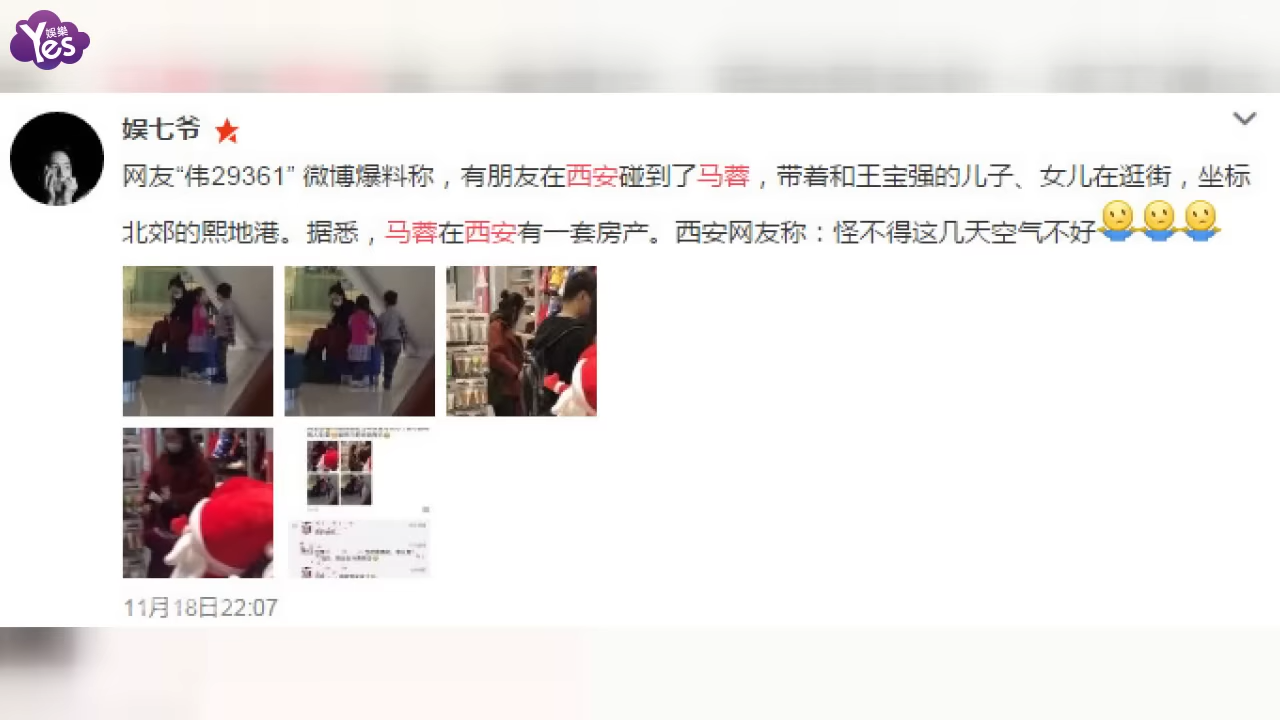 Yes
娱樂
娱七爷
网友“伟29361” 微博爆料称，有朋友在西安碰到了马蓉，带着和王宝强的儿子、女儿在逛街，坐标
北郊的熙地港。据悉，马蓉在西安有一套房产。西安网友称：怪不得这几天空气不好
11月18日22:07